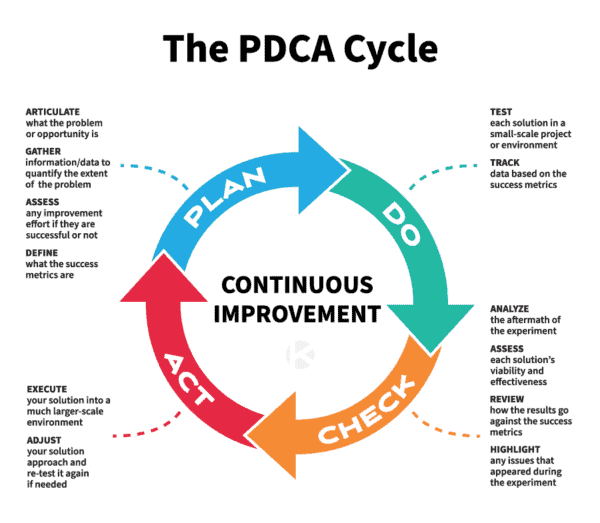 The PDCA Cycle
ARTICULATE
what the problem
or opportunity is
GATHER
information/data to
quantify the extent
of the problem
ASSESS
any improvement
effort if they are
successful or not
DEFINE
what the success
metrics are
PLAN
TEST
each solution in a
small-scale project
or environment
TRACK
data based on the
success metrics
DO
CONTINUOUS
IMPROVEMENT
K
ANALYZE
the aftermath of
the experiment
ASSESS
each solution's
viability and
effectiveness
REVIEW
how the results go
against the success
metrics
HIGHLIGHT
any issues that
appeared during
the experiment
CHECK
EXECUTE
your solution into a
much larger-scale
environment
ADJUST
your solution
approach and
re-test it again
if needed
ACT